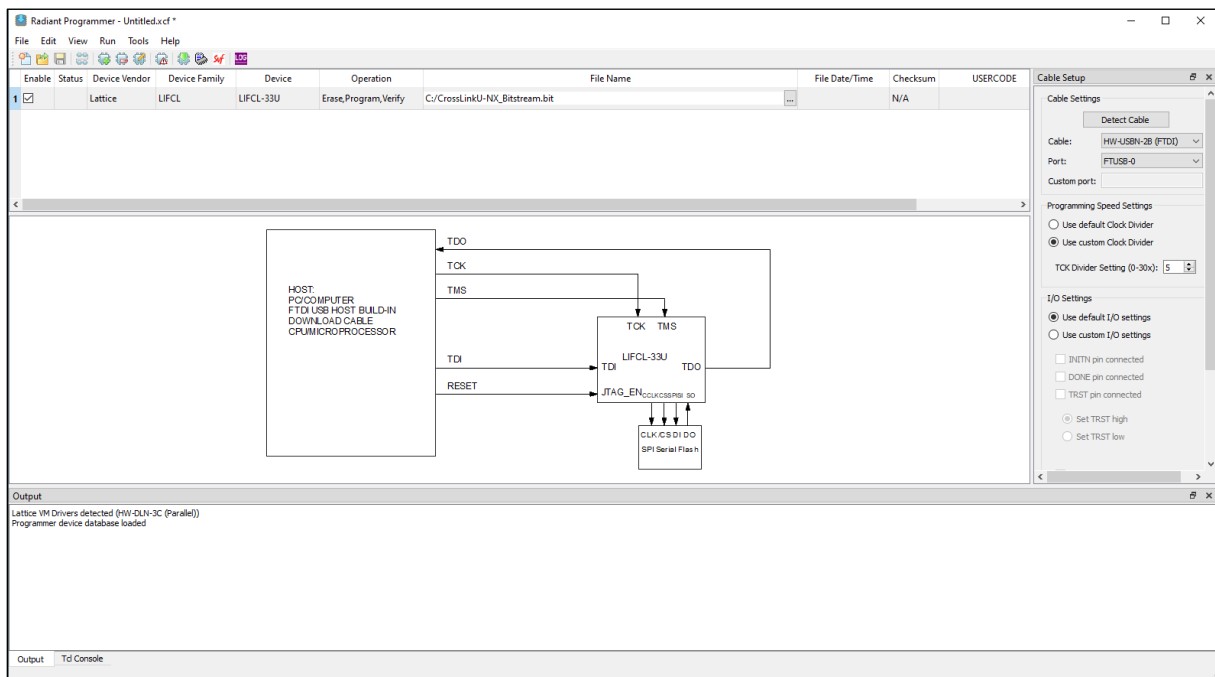 Radiant Programmer - Untitled.xcf *
File Edit View Run Tools Help
Enable Status Device Vendor Device Family Device Operation File Name File Date/Time Checksum USERCODE
1 Lattice LIFCL LIFCL-33U Erase,Program,Verify C:/CrossLinkU-NX_Bitstream.bit ... N/A
Cable Setup
Cable Settings
Detect Cable
Cable: HW-USBN-2B (FTDI)
Port: FTUSB-0
Custom port:
Programming Speed Settings
Use default Clock Divider
Use custom Clock Divider
TCK Divider Setting (0-30x): 5
I/O Settings
Use default I/O settings
Use custom I/O settings
INITN pin connected
DONE pin connected
TRST pin connected
Set TRST high
Set TRST low
HOST:
PC/COMPUTER
FTDI USB HOST BUILD-IN
DOWNLOAD CABLE
CPU/MICROPROCESSOR
TDO
TCK
TMS
TDI
RESET
TCK TMS
LIFCL-33U
TDI TDO
JTAG_EN CCLK CSSPI SI SO
CLK /CS DI DO
SPI Serial Flash
Output
Lattice VM Drivers detected (HW-DLN-3C (Parallel))
Programmer device database loaded
Output Tcl Console